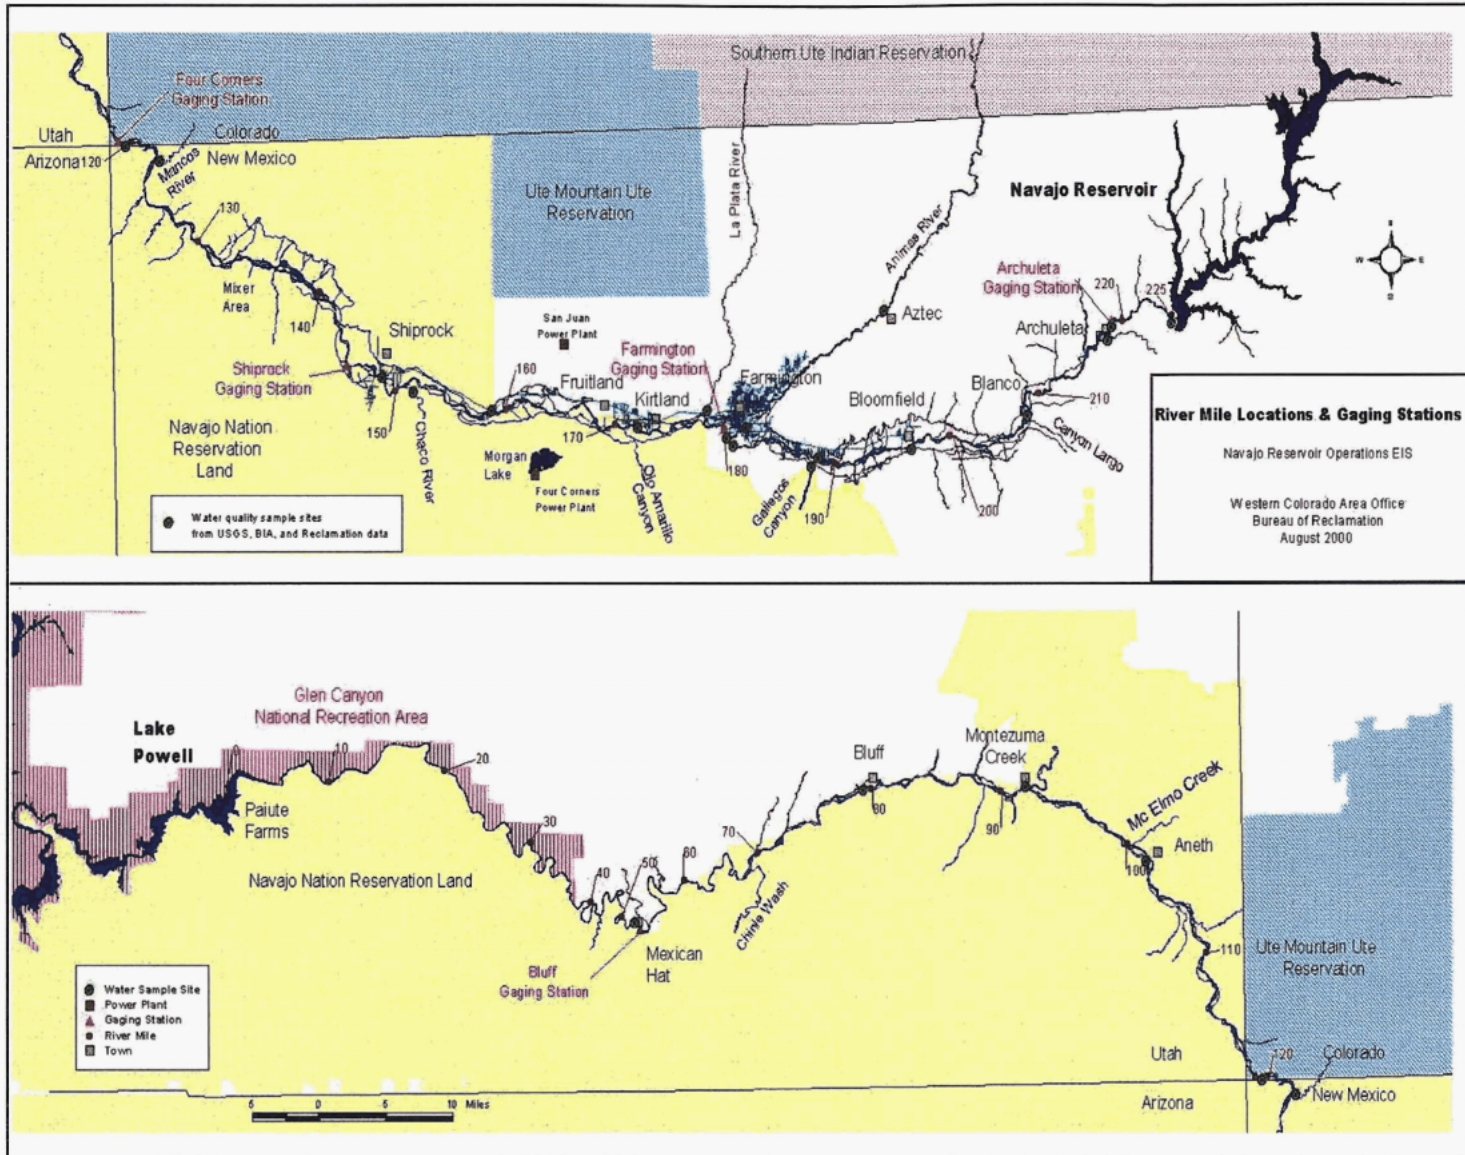 Southern Ute Indian Reservation
Four Corners
Gaging Station
Utah
Colorado
Arizona
120
New Mexico
Mancos
River
Ute Mountain Ute
Reservation
La Plata River
Animas River
Navajo Reservoir
W
E
130
Mixer
Area
140
Shiprock
San Juan
Power Plant
Aztec
Archuleta
Gaging Station
220
225
Archuleta
Shiprock
Gaging Station
160
Fruitland
Farmington
Gaging Station
Kirtland
Farmington
Bloomfield
Blanco
210
Navajo Nation
Reservation
Land
150
Chaco River
170
Morgan
Lake
Four Corners
Power Plant
Ojo Amarillo
Canyon
180
Gallegos
Canyon
190
200
Canyon Largo
Water quality sample sites
from USGS, BIA, and Reclamation data
River Mile Locations & Gaging Stations
Navajo Reservoir Operations EIS
Western Colorado Area Office
Bureau of Reclamation
August 2000
Glen Canyon
National Recreation Area
Lake
Powell
0
10
20
Paiute
Farms
30
Navajo Nation Reservation Land
40
50
60
70
Bluff
80
Montezuma
Creek
90
Mc Elmo Creek
Aneth
100
Chinle Wash
Mexican
Hat
Bluff
Gaging Station
110
Ute Mountain Ute
Reservation
Water Sample Site
Power Plant
Gaging Station
River Mile
Town
Utah
120
Colorado
Arizona
New Mexico
5 0 5 10 Miles